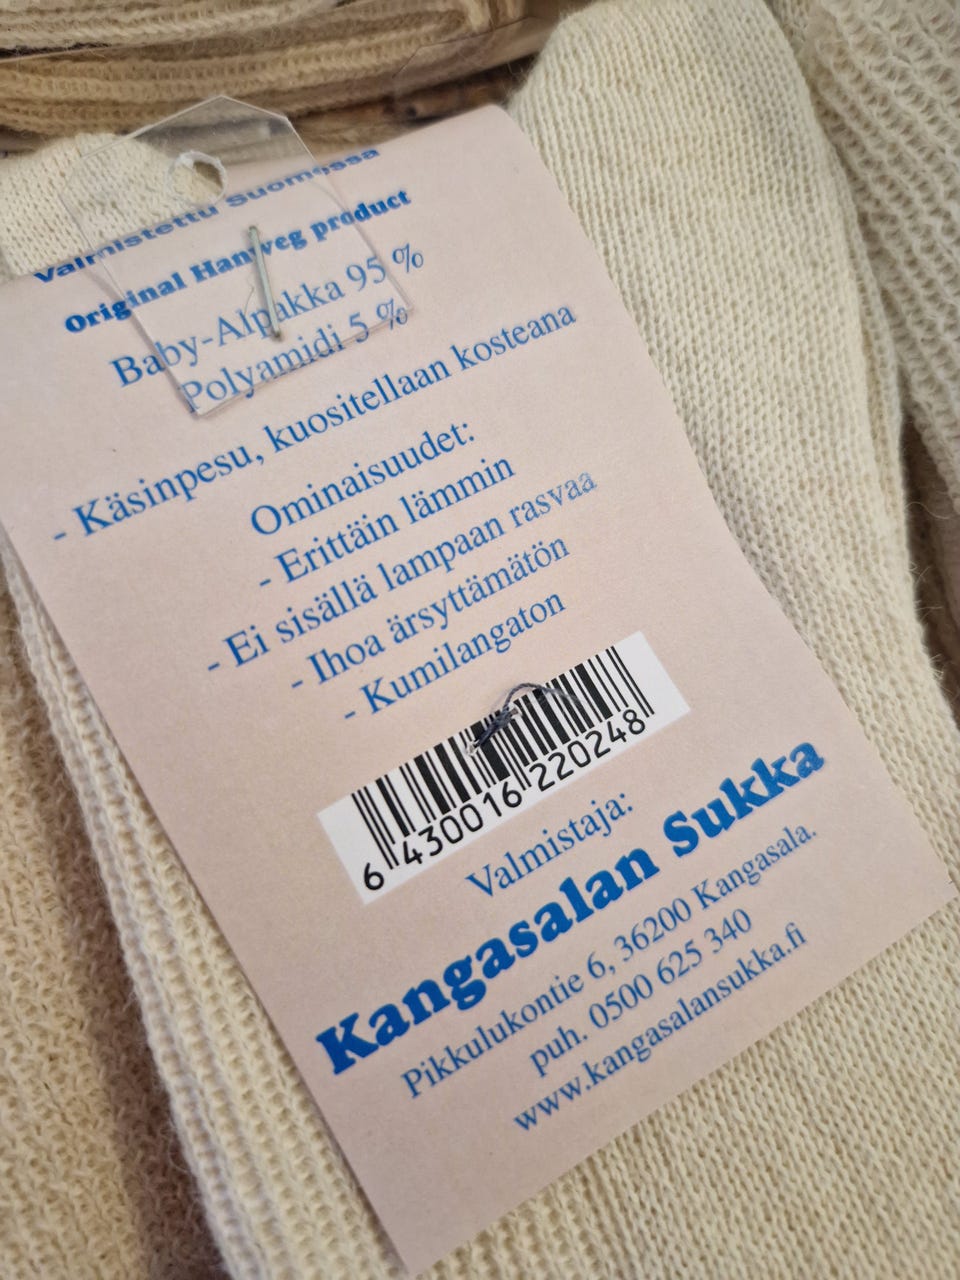 Valmistettu Suomessa
Original Hanweg product
Baby-Alpakka 95 %
Polyamidi 5 %
- Käsinpesu, kuositellaan kosteana
Ominaisuudet:
- Erittäin lämmin
- Ei sisällä lampaan rasvaa
- Ihoa ärsyttämätön
- Kumilangaton
6 430016 220248
Valmistaja:
Kangasalan Sukka
Pikkulukontie 6, 36200 Kangasala.
puh. 0500 625 340
www.kangasalansukka.fi